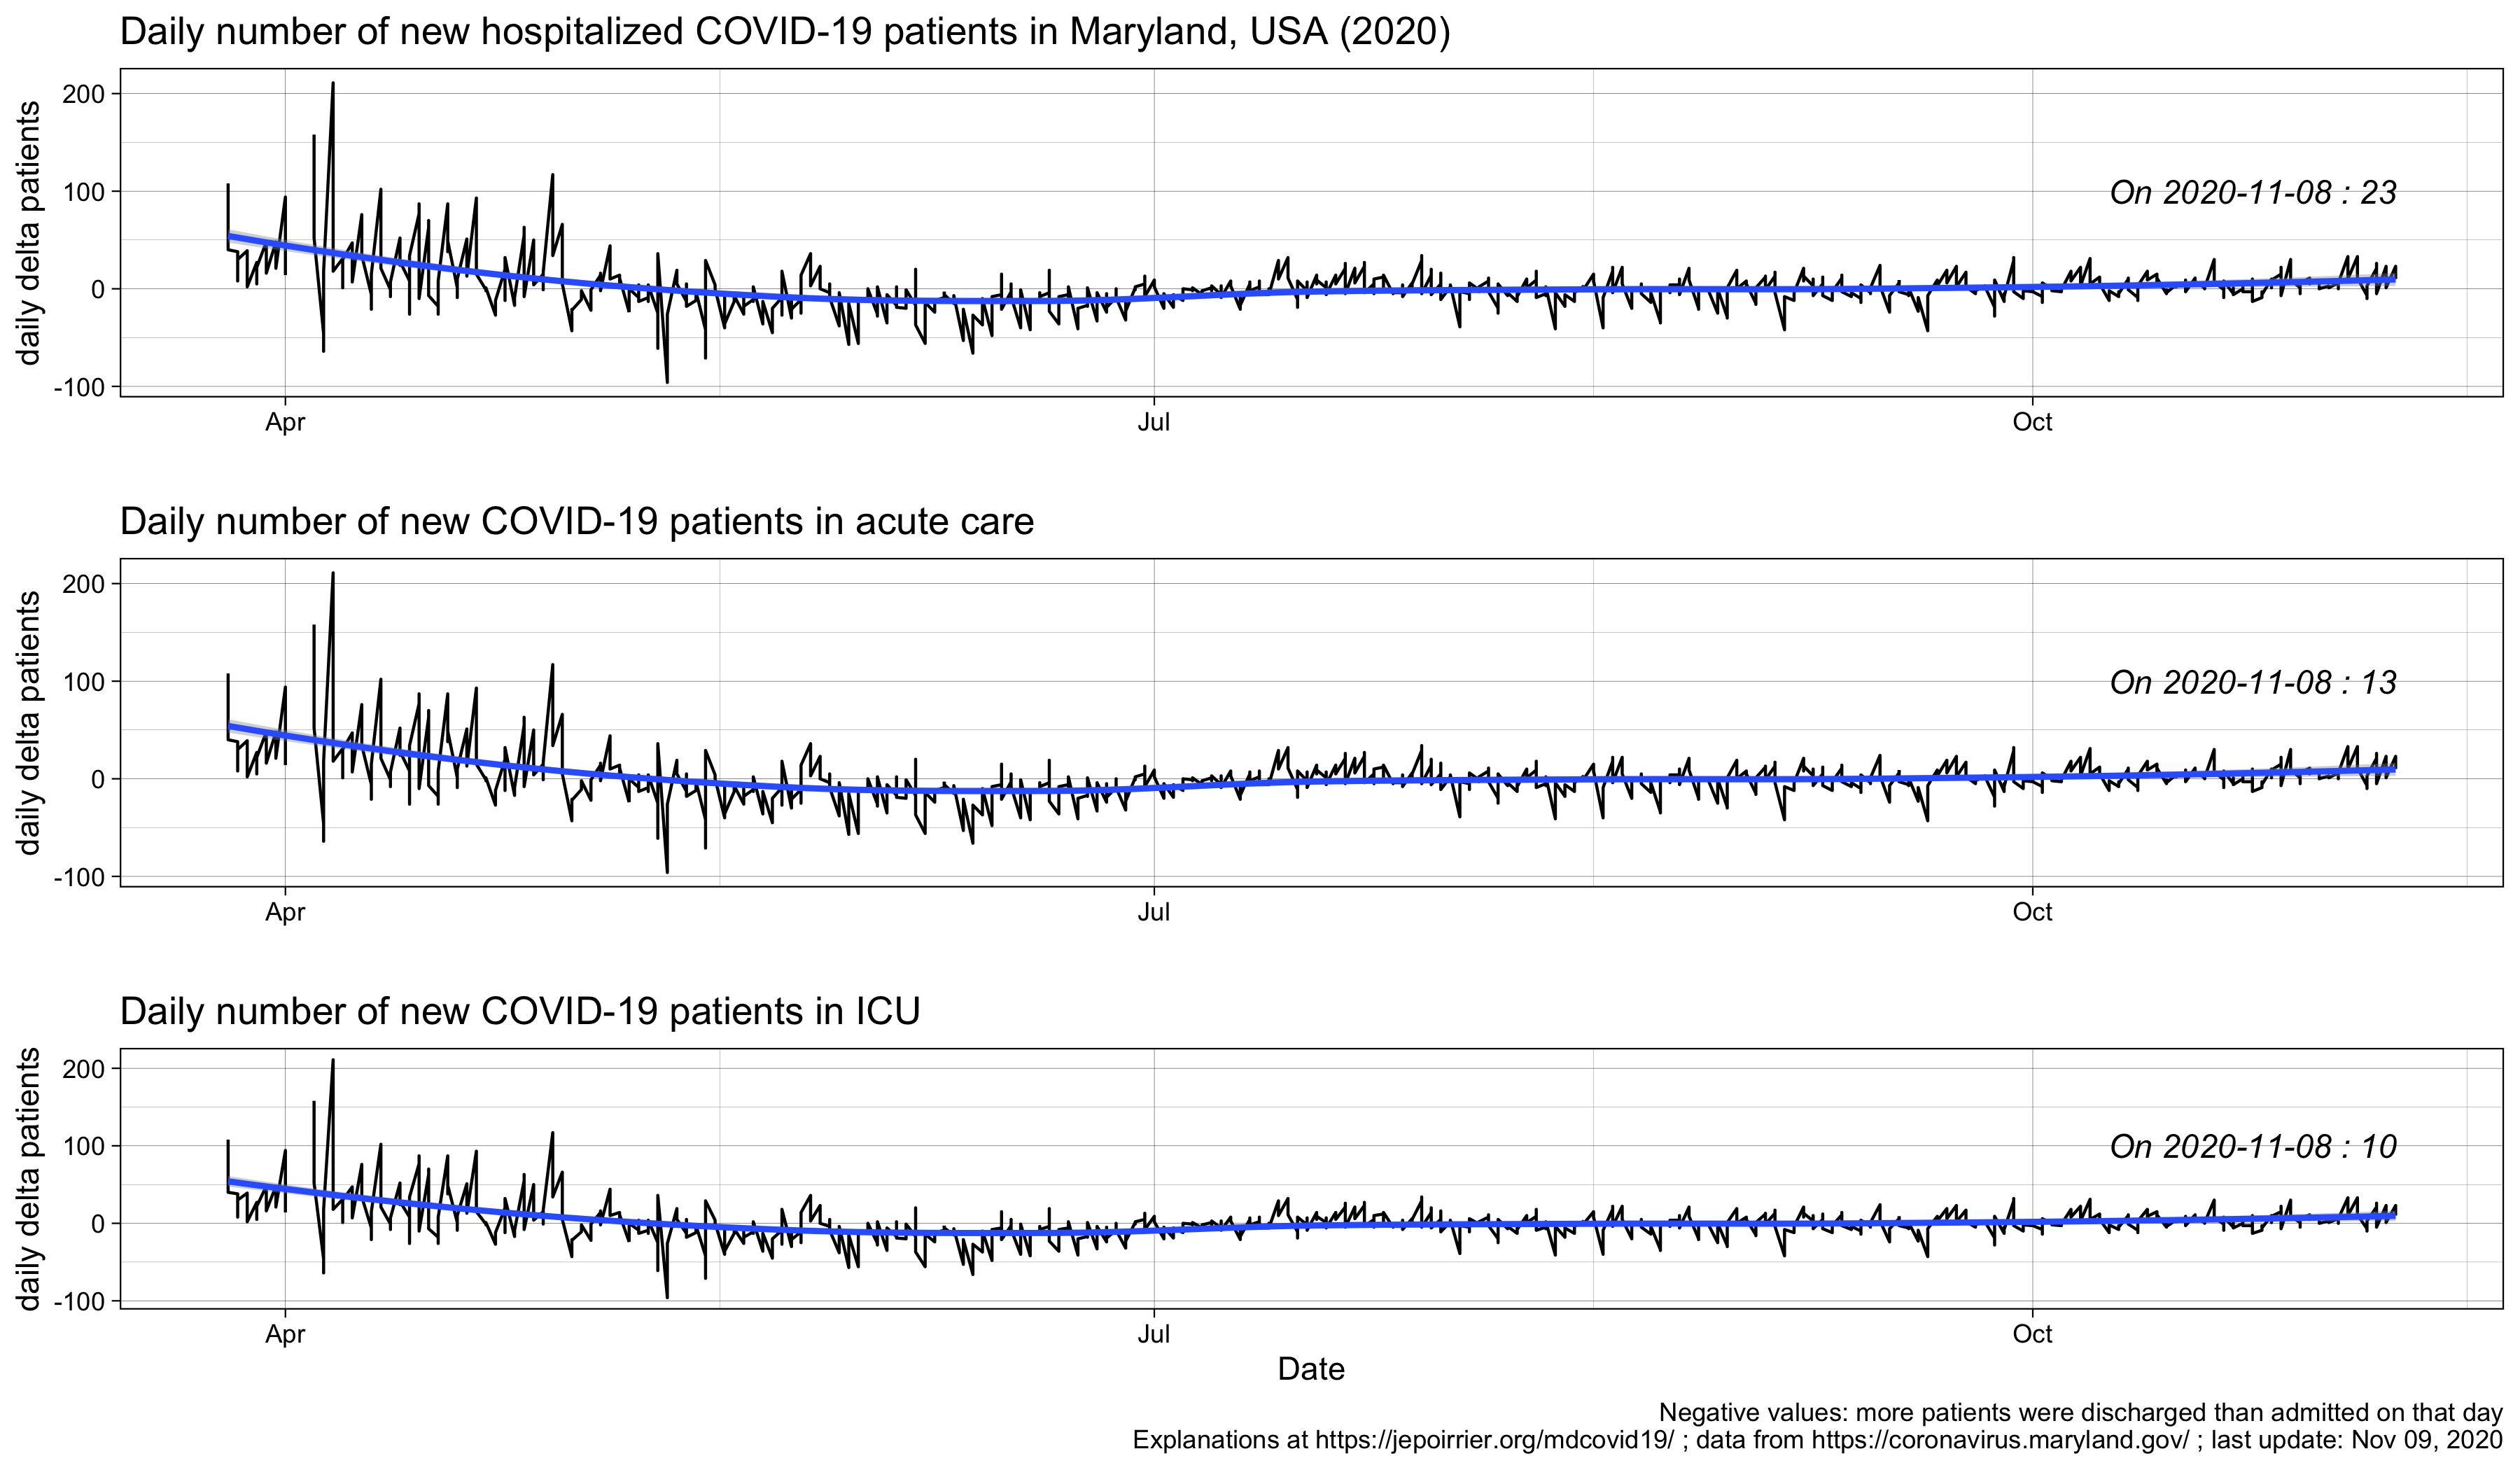 Daily number of new hospitalized COVID-19 patients in Maryland, USA (2020)
daily delta patients
200
100
0
-100
On 2020-11-08 : 23
Apr
Jul
Oct
Daily number of new COVID-19 patients in acute care
daily delta patients
200
100
0
-100
On 2020-11-08 : 13
Apr
Jul
Oct
Daily number of new COVID-19 patients in ICU
daily delta patients
200
100
0
-100
On 2020-11-08 : 10
Apr
Jul
Oct
Date
Negative values: more patients were discharged than admitted on that day
Explanations at https://jepoirrier.org/mdcovid19/ ; data from https://coronavirus.maryland.gov/ ; last update: Nov 09, 2020